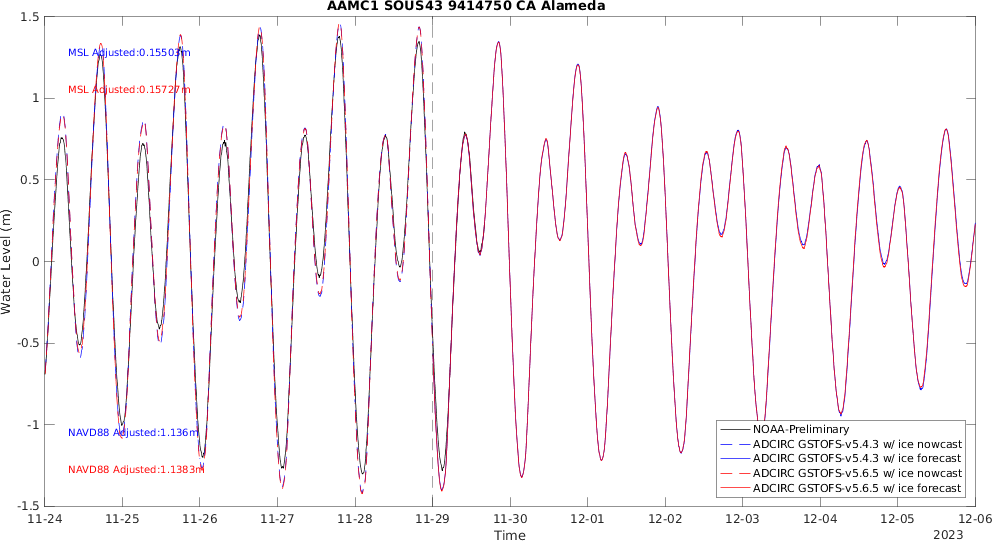 AAMC1 SOUS43 9414750 CA Alameda
1.5
1
0.5
0
-0.5
-1
-1.5
Water Level (m)
MSL Adjusted:0.15503m
MSL Adjusted:0.15727m
NAVD88 Adjusted:1.136m
NAVD88 Adjusted:1.1383m
NOAA-Preliminary
ADCIRC GSTOFS-v5.4.3 w/ ice nowcast
ADCIRC GSTOFS-v5.4.3 w/ ice forecast
ADCIRC GSTOFS-v5.6.5 w/ ice nowcast
ADCIRC GSTOFS-v5.6.5 w/ ice forecast
11-24 11-25 11-26 11-27 11-28 11-29 11-30 12-01 12-02 12-03 12-04 12-05 12-06
Time
2023